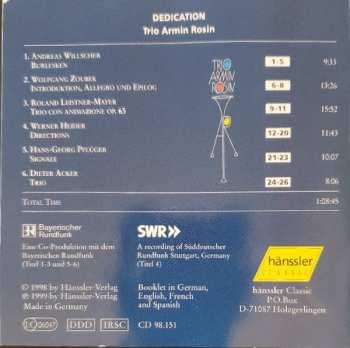 DEDICATION
Trio Armin Rosin
1. Andreas Willscher
Burlesken
1-5
9:33
2. Wolfgang Zoubek
Introduktion, Allegro und Epilog
6-8
13:26
3. Roland Leistner-Mayer
Trio con animazione op 65
9-11
15:52
4. Werner Heider
Directions
12-20
11:43
5. Hans-Georg Pflüger
Signale
21-23
10:07
6. Dieter Acker
Trio
24-26
8:06
TRIO
ARMIN
ROSIN
Total Time
1:08:45
Bayerischer
Rundfunk
Eine Co-Produktion mit dem
Bayerischen Rundfunk
(Titel 1-3 und 5-6)
SWR>>
A recording of Süddeutscher
Rundfunk Stuttgart, Germany
(Titel 4)
hänssler
CLASSIC
© 1998 by Hänssler-Verlag
℗ 1999 by Hänssler-Verlag
Booklet in German,
English, French
and Spanish
hänssler Classic
P.O.Box
D-71087 Holzgerlingen
LC 06047
DDD
IRSC
CD 98.151